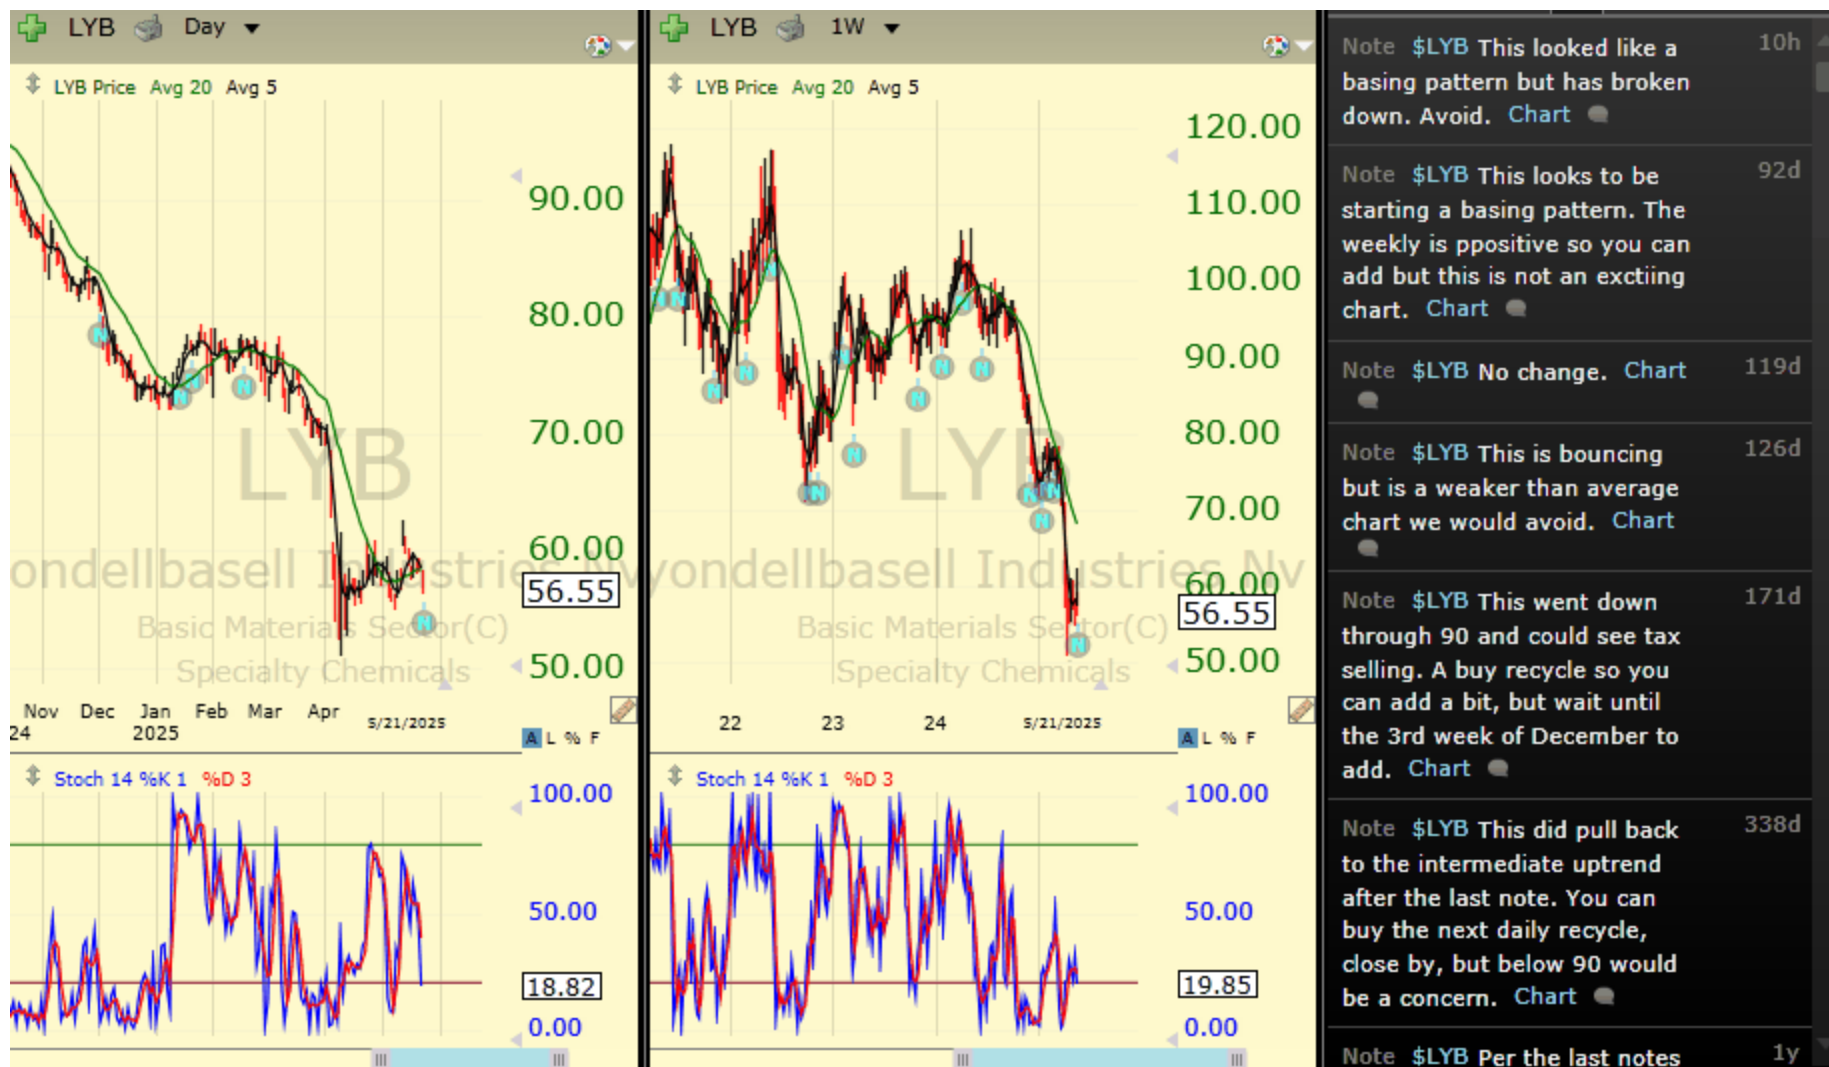 LYB Day
LYB Price Avg 20 Avg 5
90.00
80.00
70.00
60.00
56.55
50.00
LYB
ondellbasell Industries Nv
Basic Materials Sector(C)
Specialty Chemicals
Nov Dec Jan Feb Mar Apr 5/21/2025
24 2025
A L % F
Stoch 14 %K 1 %D 3
100.00
50.00
18.82
0.00
LYB 1W
LYB Price Avg 20 Avg 5
120.00
110.00
100.00
90.00
80.00
70.00
60.00
56.55
50.00
LYB
yondellbasell Industries Nv
Basic Materials Sector(C)
Specialty Chemicals
22 23 24 5/21/2025
A L % F
Stoch 14 %K 1 %D 3
100.00
50.00
19.85
0.00
Note $LYB This looked like a 10h
basing pattern but has broken
down. Avoid. Chart
Note $LYB This looks to be 92d
starting a basing pattern. The
weekly is ppositive so you can
add but this is not an exctiing
chart. Chart
Note $LYB No change. Chart 119d
Note $LYB This is bouncing 126d
but is a weaker than average
chart we would avoid. Chart
Note $LYB This went down 171d
through 90 and could see tax
selling. A buy recycle so you
can add a bit, but wait until
the 3rd week of December to
add. Chart
Note $LYB This did pull back 338d
to the intermediate uptrend
after the last note. You can
buy the next daily recycle,
close by, but below 90 would
be a concern. Chart
Note $LYB Per the last notes 1y